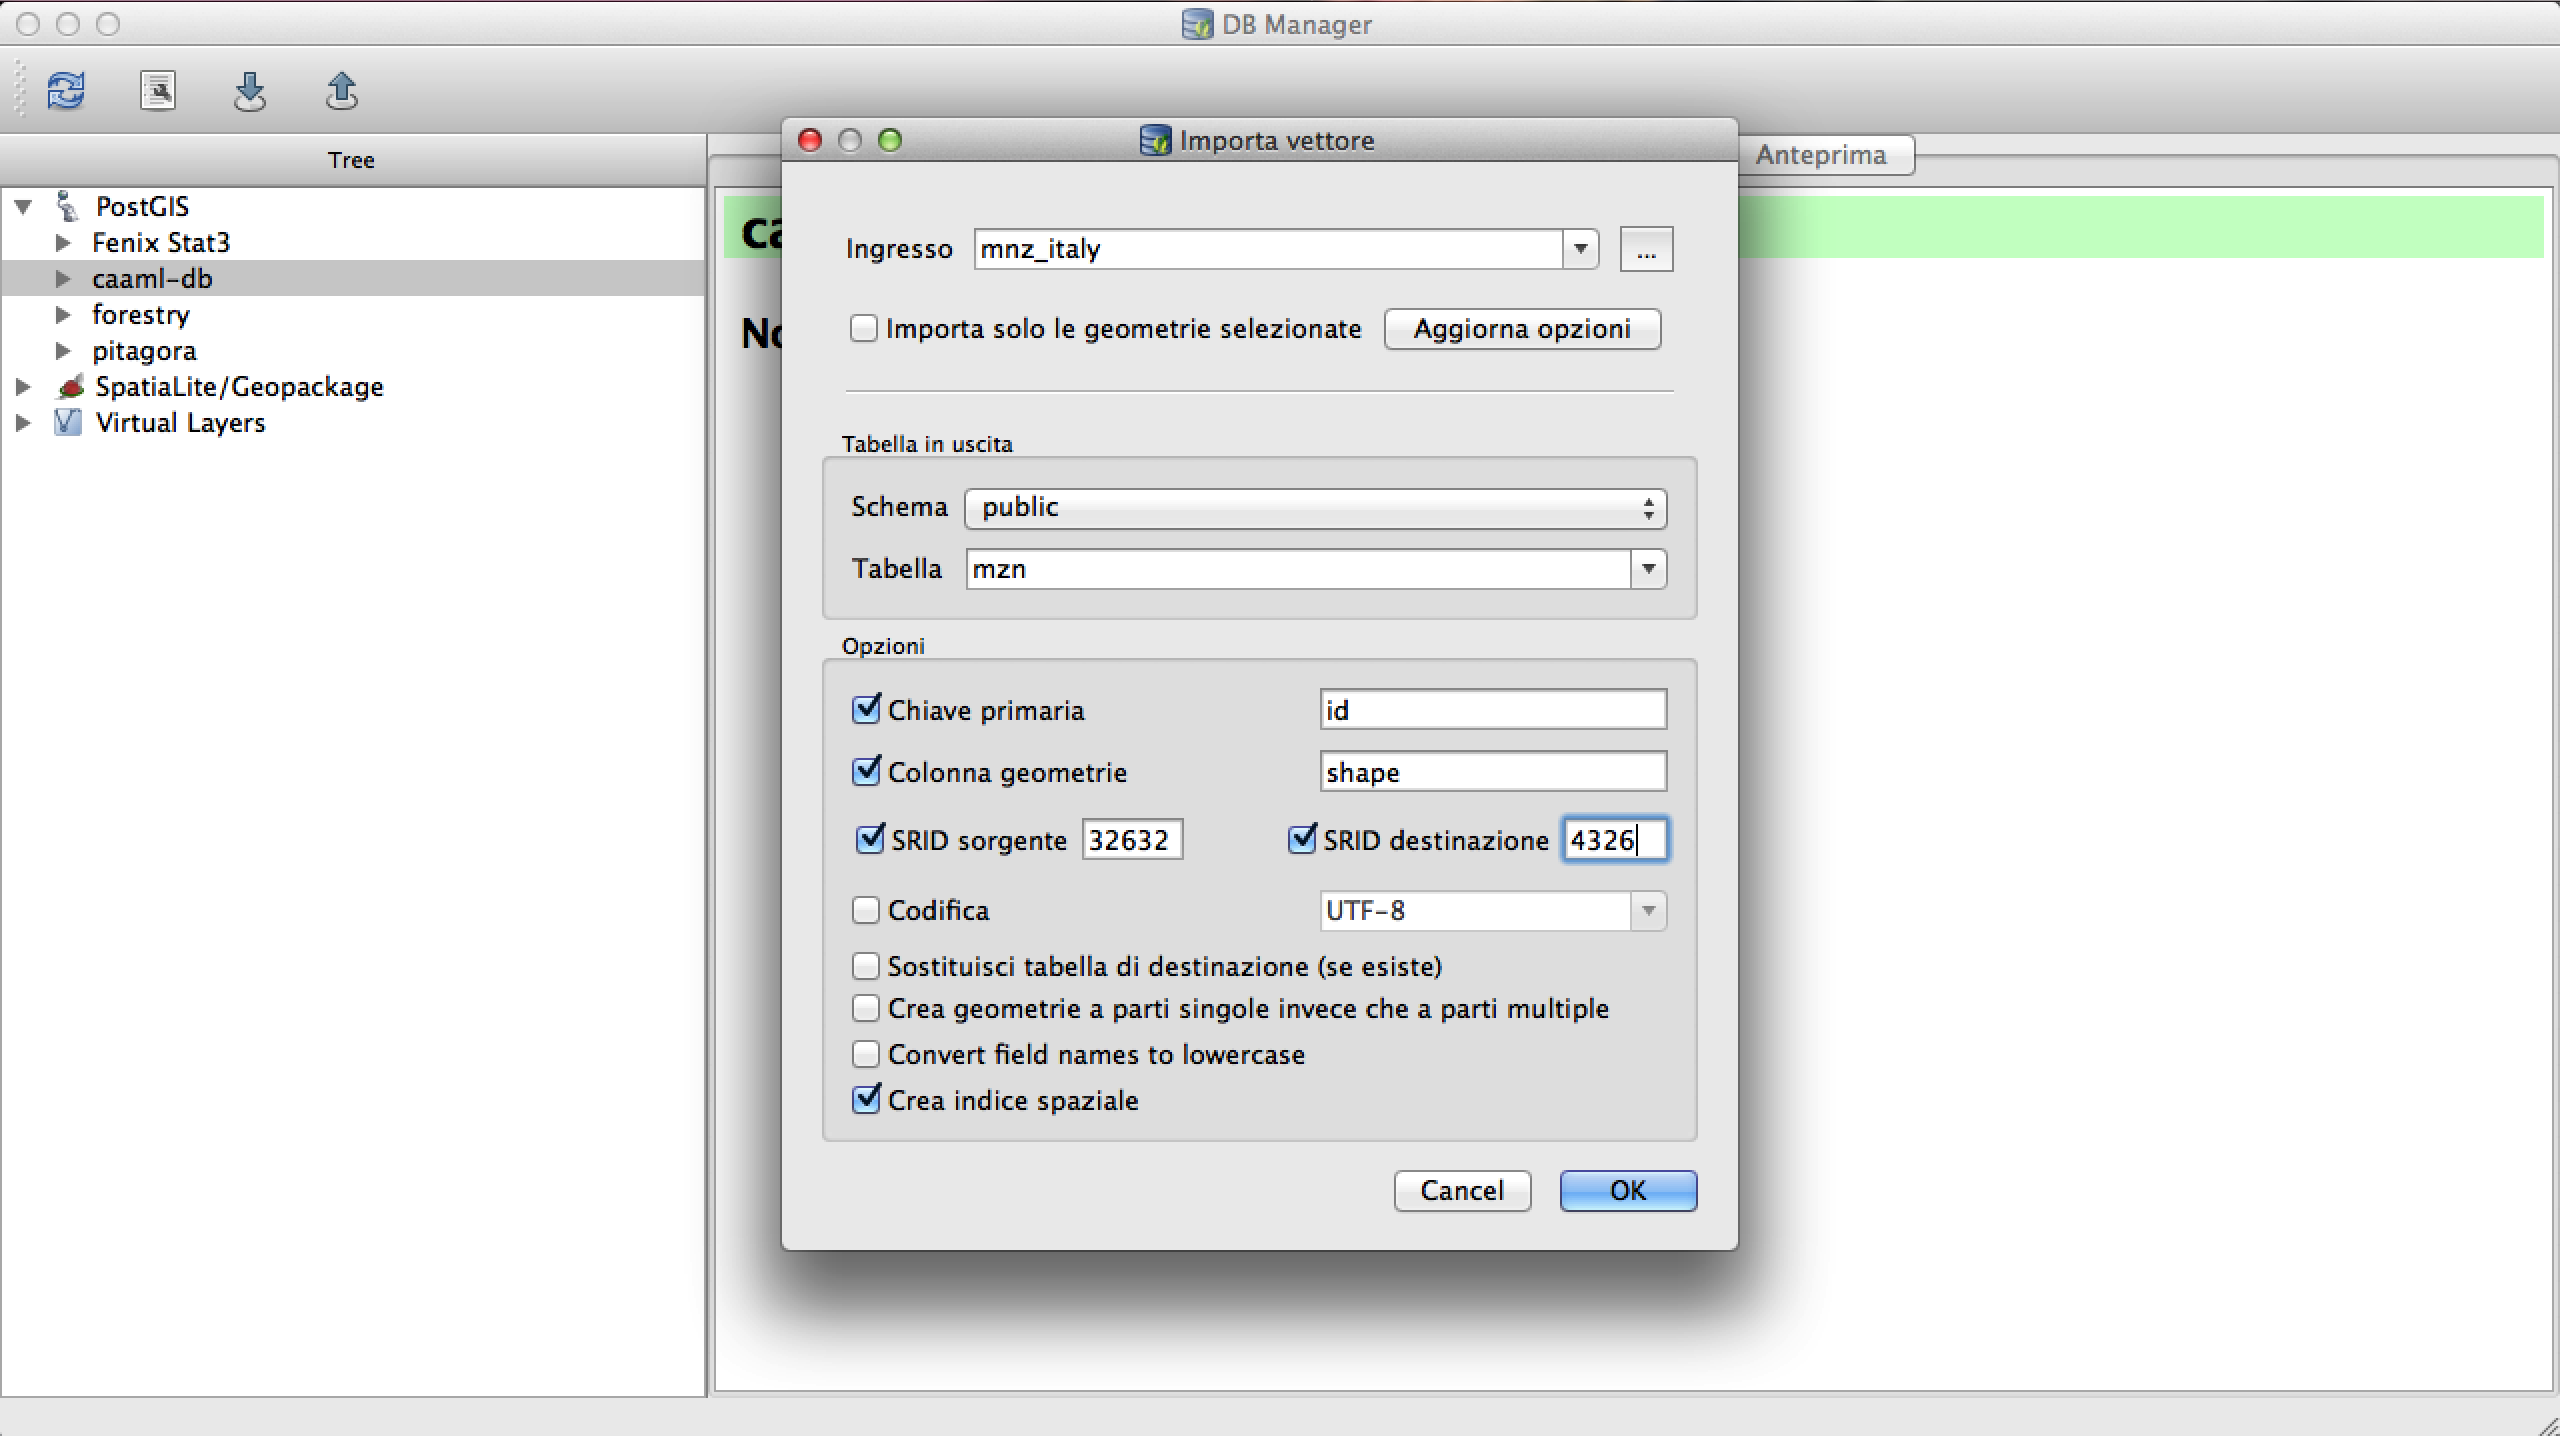 DB Manager
Tree
PostGIS
Fenix Stat3
caaml-db
forestry
pitagora
SpatiaLite/Geopackage
Virtual Layers
Anteprima
Importa vettore
Ingresso mnz_italy ...
Importa solo le geometrie selezionate Aggiorna opzioni
Tabella in uscita
Schema public
Tabella mzn
Opzioni
Chiave primaria id
Colonna geometrie shape
SRID sorgente 32632 SRID destinazione 4326
Codifica UTF-8
Sostituisci tabella di destinazione (se esiste)
Crea geometrie a parti singole invece che a parti multiple
Convert field names to lowercase
Crea indice spaziale
Cancel OK